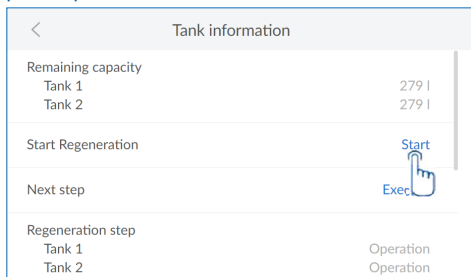 Tank information
Remaining capacity
Tank 1 279 l
Tank 2 279 l
Start Regeneration Start
Next step
Regeneration step
Tank 1 Operation
Tank 2 Operation